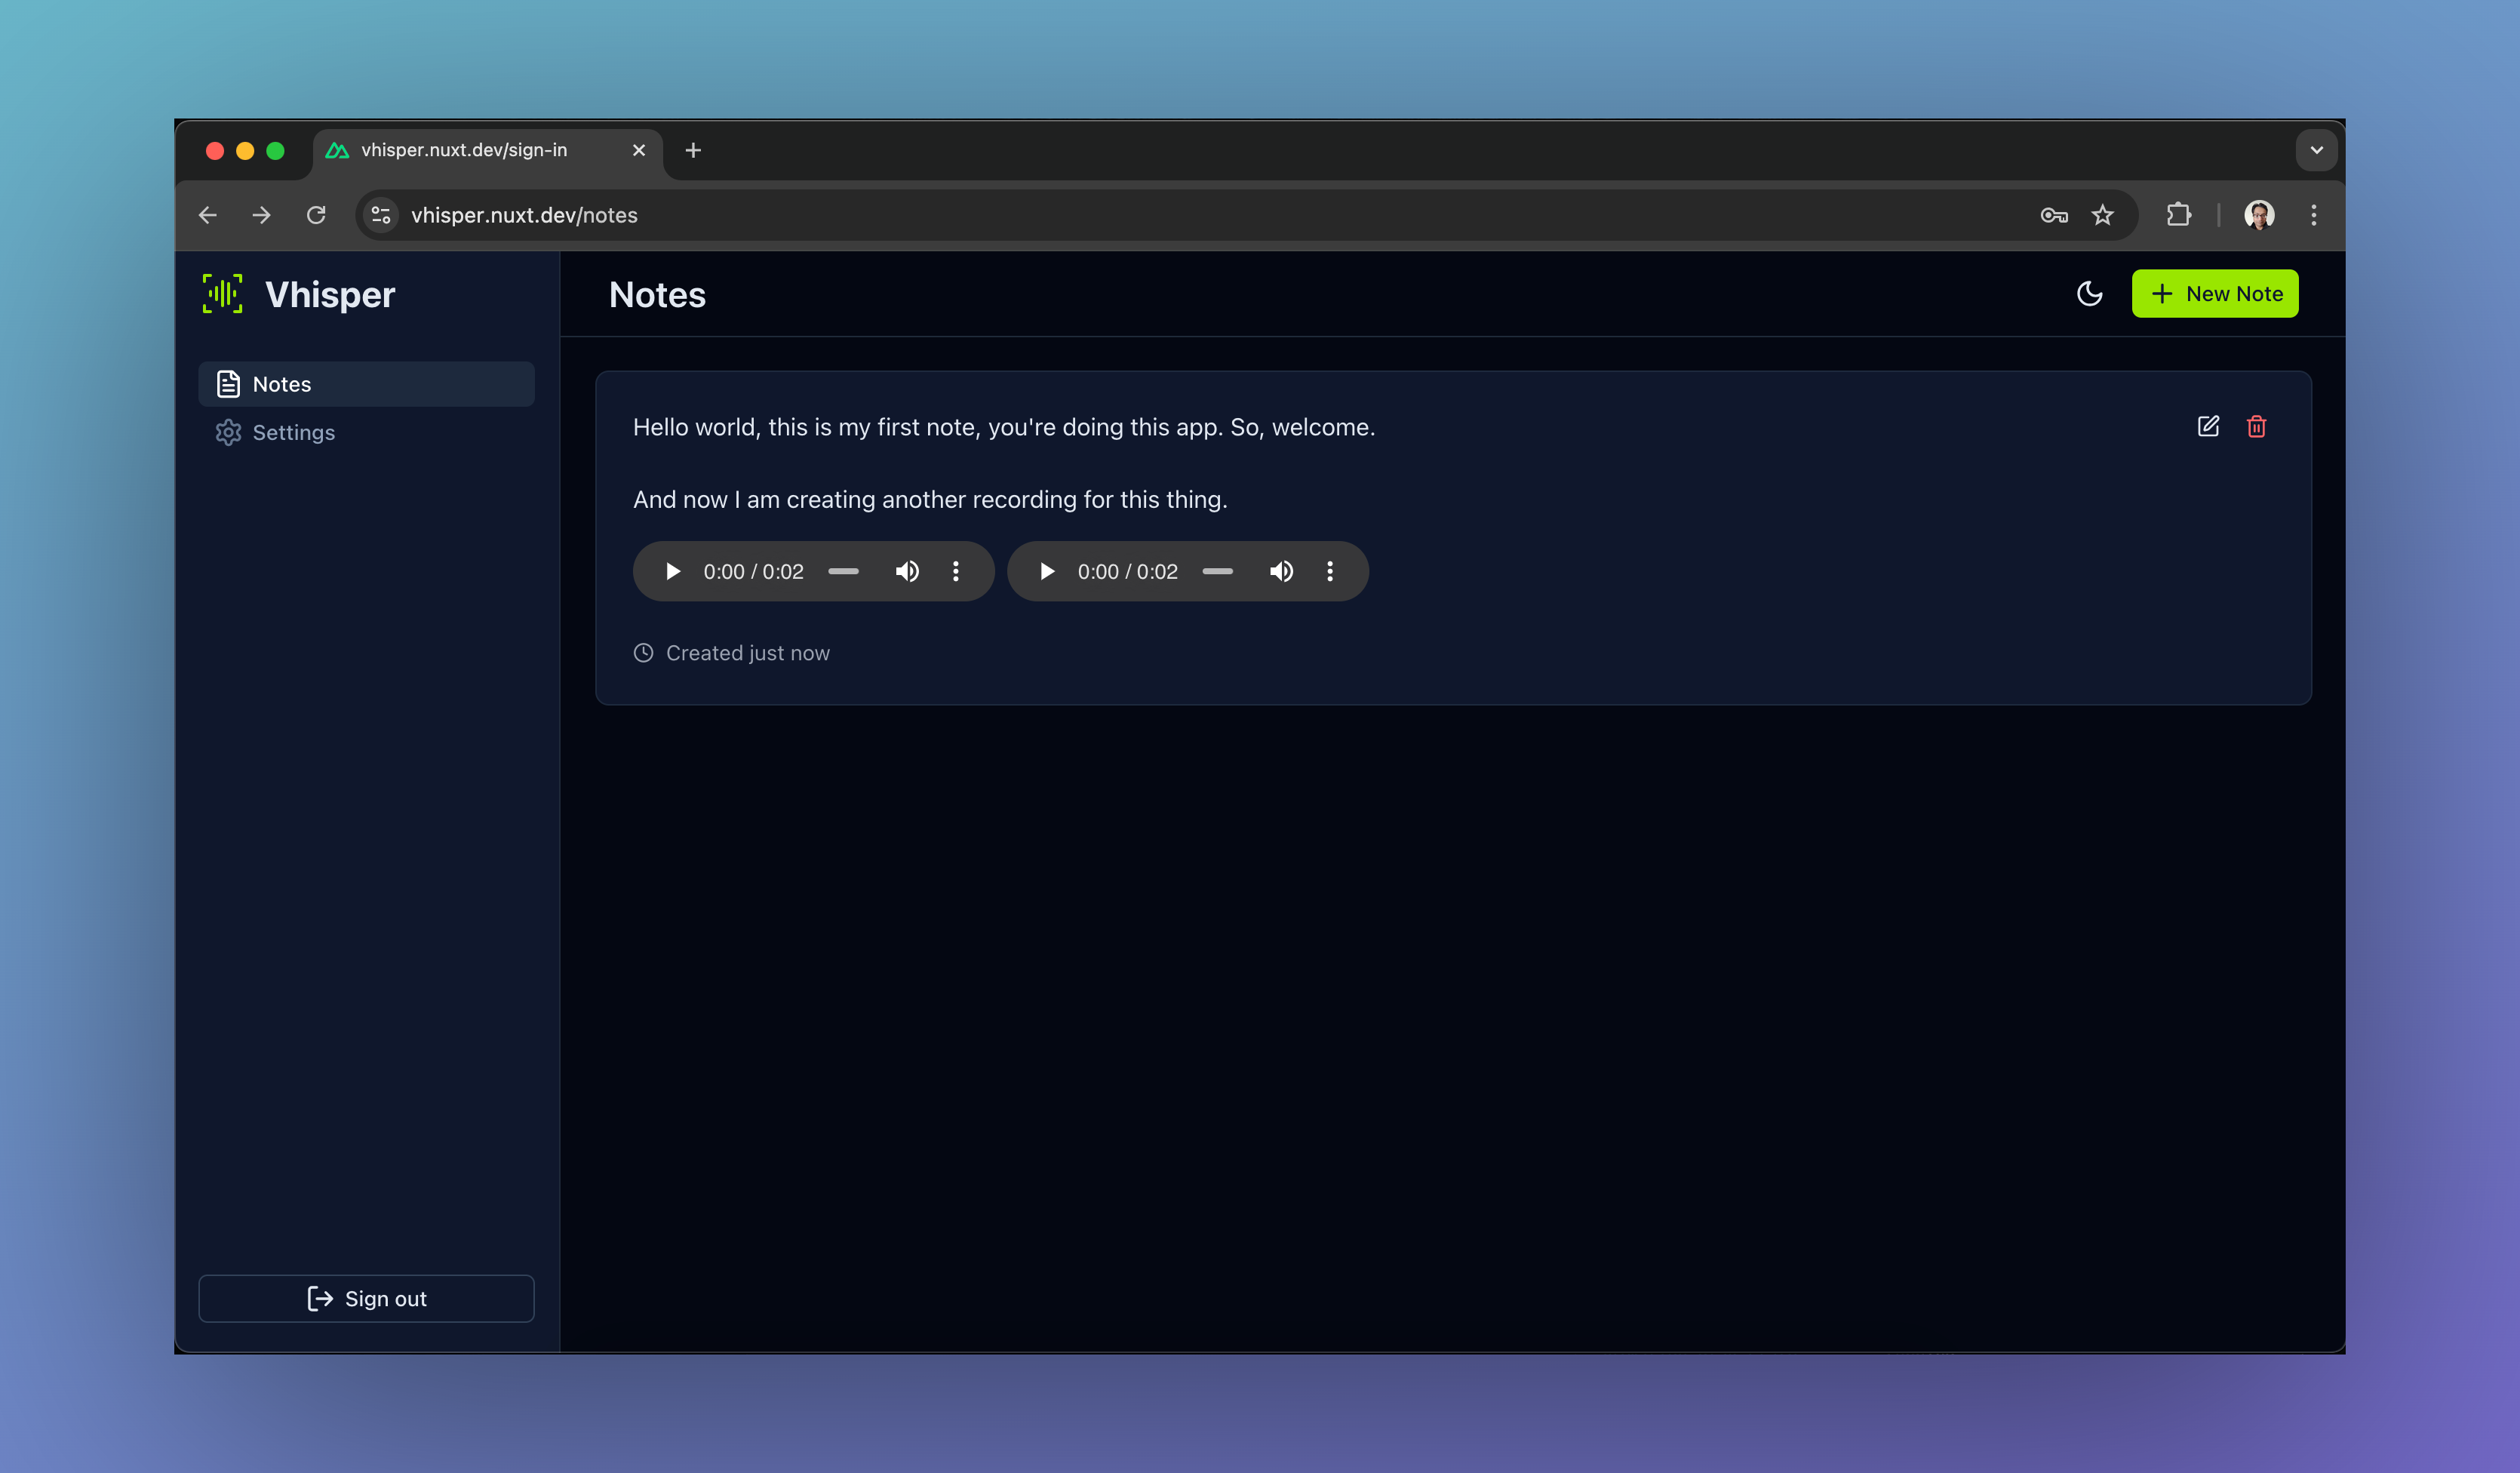 vhisper.nuxt.dev/sign-in
vhisper.nuxt.dev/notes
Vhisper
Notes
New Note
Notes
Settings
Hello world, this is my first note, you're doing this app. So, welcome.
And now I am creating another recording for this thing.
0:00 / 0:02
0:00 / 0:02
Created just now
Sign out